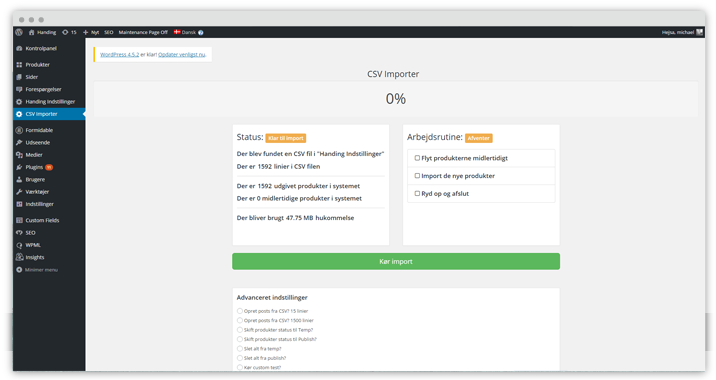 Handing 15 Nyt SEO Maintenance Page Off Dansk
Hejsa, michael
Kontrolpanel
Produkter
Sider
Forespørgelser
Handing Indstillinger
CSV Importer
Formidable
Udseende
Medier
Plugins
Brugere
Værktøjer
Indstillinger
Custom Fields
SEO
WPML
Insights
Minimer menu
WordPress 4.5.2 er klar! Opdater venligst nu.
CSV Importer
0%
Status: Klar til import
Der blev fundet en CSV fil i "Handing Indstillinger"
Der er 1592 linier i CSV filen
Der er 1592 udgivet produkter i systemet
Der er 0 midlertidige produkter i systemet
Der bliver brugt 47.75 MB hukommelse
Arbejdsrutine: Afventer
Flyt produkterne midlertidigt
Import de nye produkter
Ryd op og afslut
Kør import
Advanceret indstillinger
Opret posts fra CSV? 15 linier
Opret posts fra CSV? 1500 linier
Skift produkter status til Temp?
Skift produkter status til Publish?
Slet alt fra temp?
Slet alt fra publish?
Kør custom test?